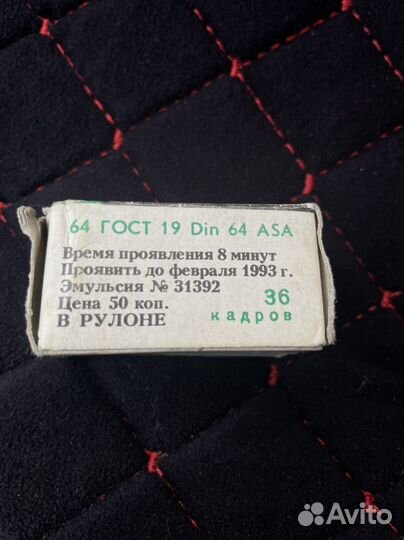 64 ГОСТ 19 Din 64 ASA
Время проявления 8 минут
Проявить до февраля 1993 г.
Эмульсия № 31392
Цена 50 коп.
В РУЛОНЕ
36
кадров
Avito